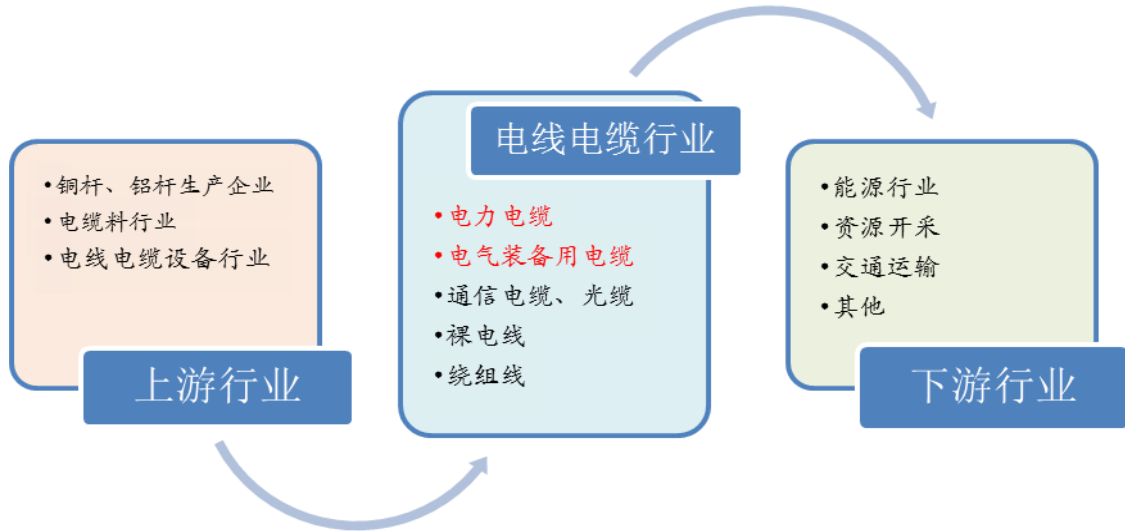 •铜杆、铝杆生产企业
•电缆料行业
•电线电缆设备行业
上游行业
电线电缆行业
•电力电缆
•电气装备用电缆
•通信电缆、光缆
•裸电线
•绕组线
•能源行业
•资源开采
•交通运输
•其他
下游行业